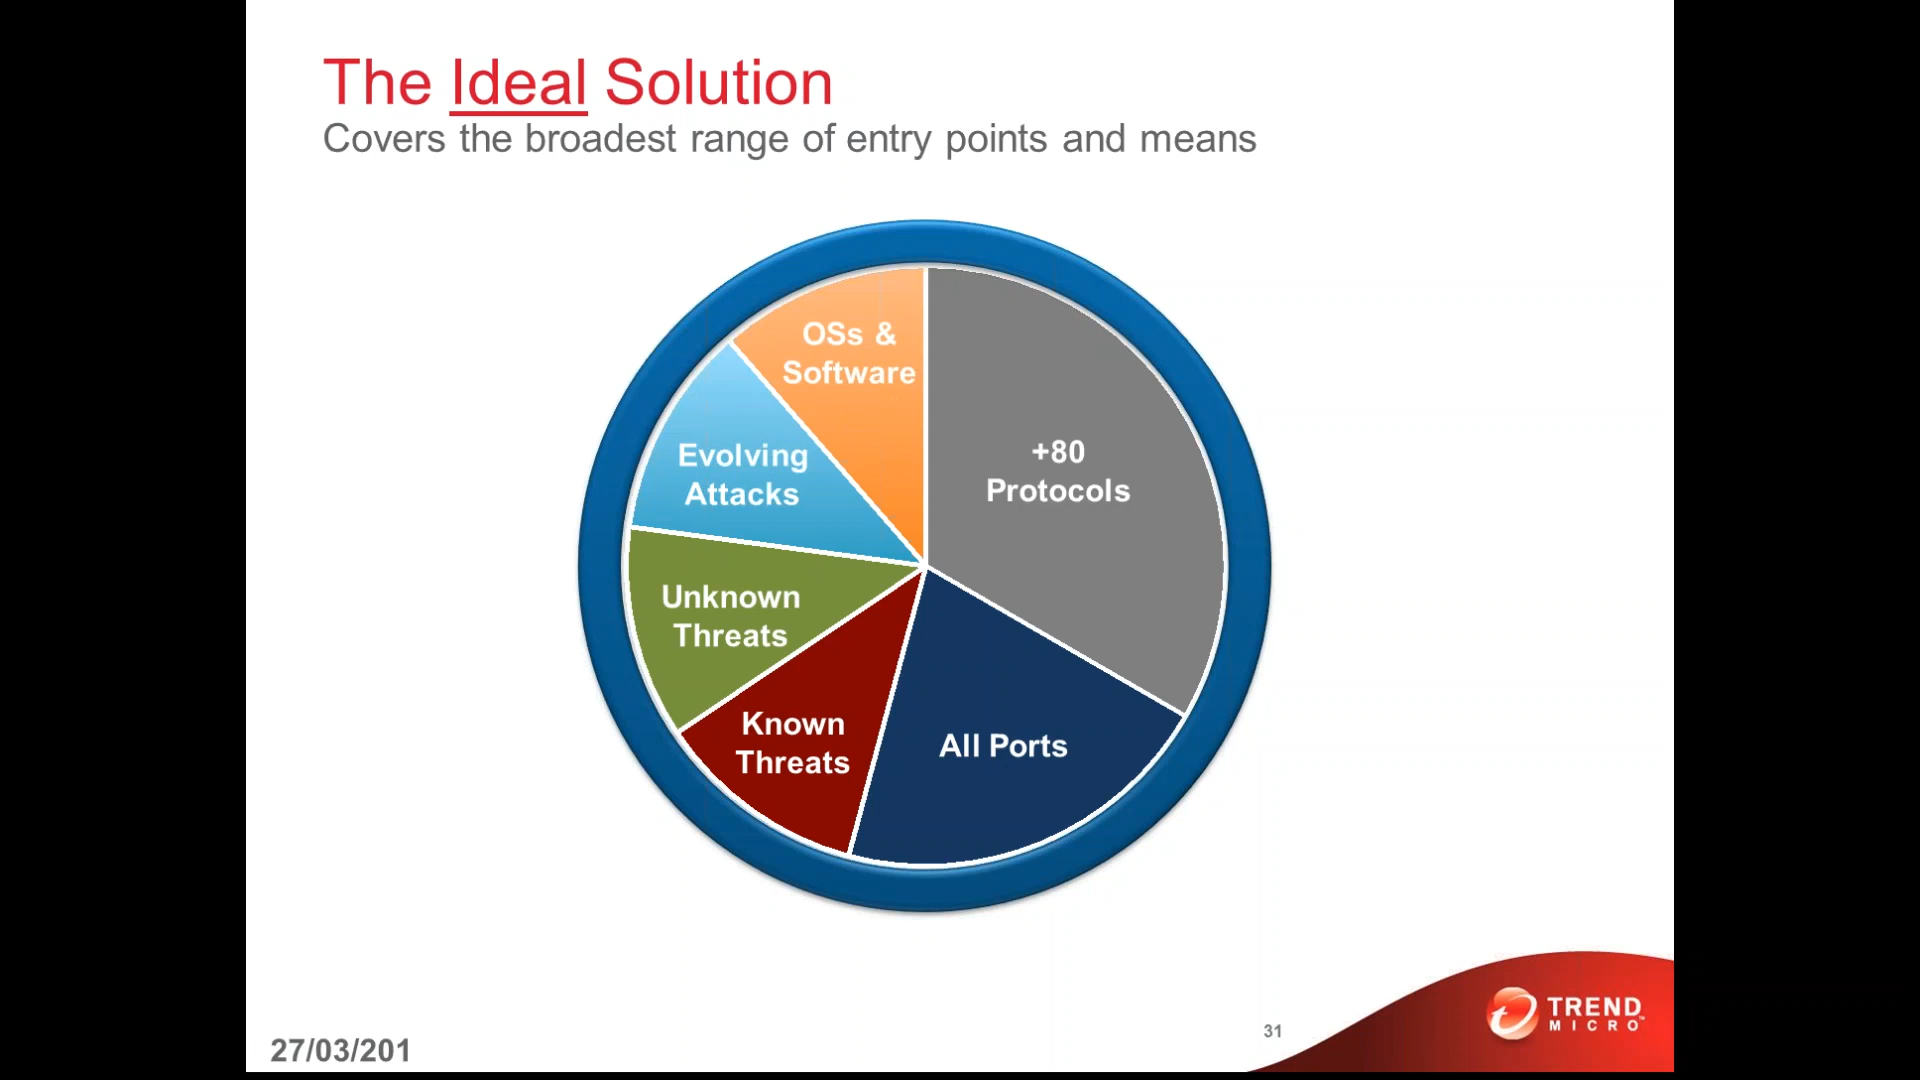 The Ideal Solution
Covers the broadest range of entry points and means
OSs &
Software
+80
Protocols
Evolving
Attacks
Unknown
Threats
Known
Threats
All Ports
27/03/201
31
TREND
MICRO™